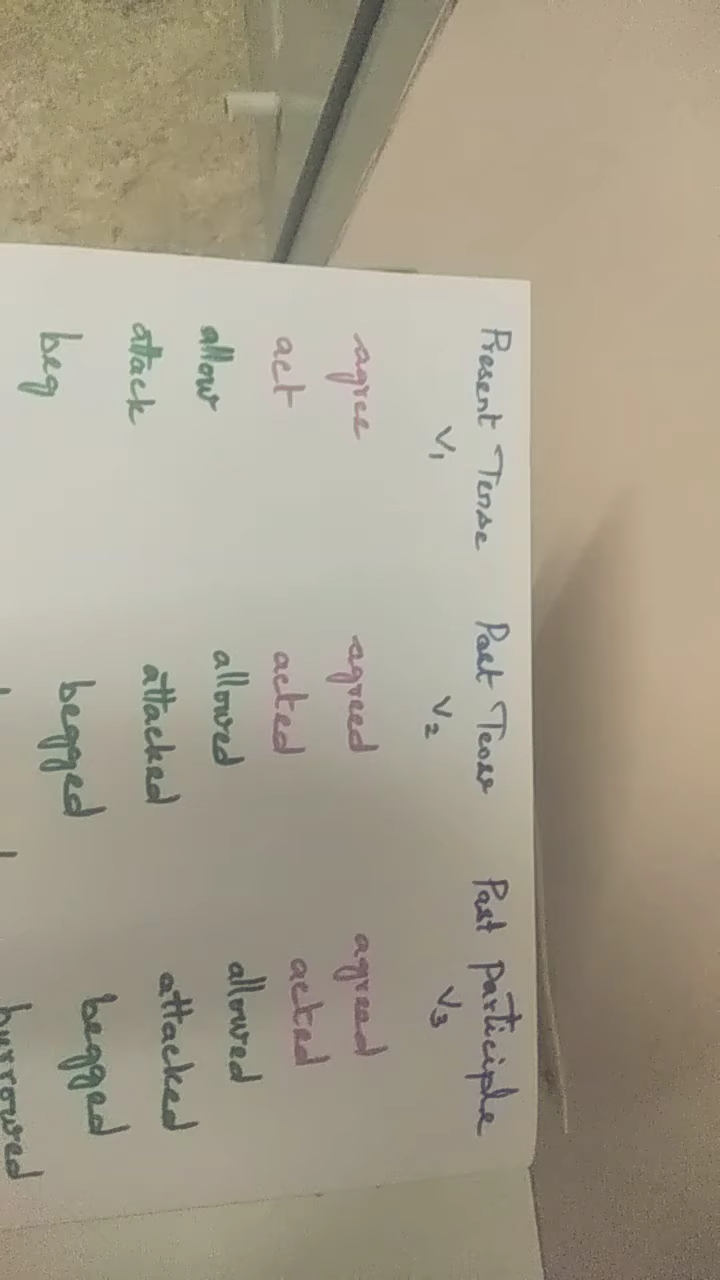 Present Tense Past Tense Past participle
V1 V2 V3
agree agreed agreed
act acted acted
allow allowed allowed
attack attacked attacked
beg begged begged
burrowed